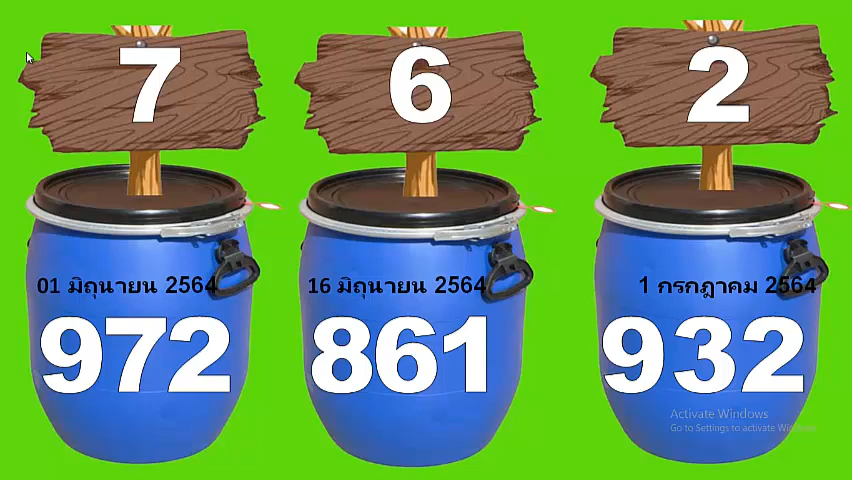 7 6 2
01 มิถุนายน 2564 16 มิถุนายน 2564 1 กรกฎาคม 2564
972 861 932
Activate Windows
Go to Settings to activate Windows.